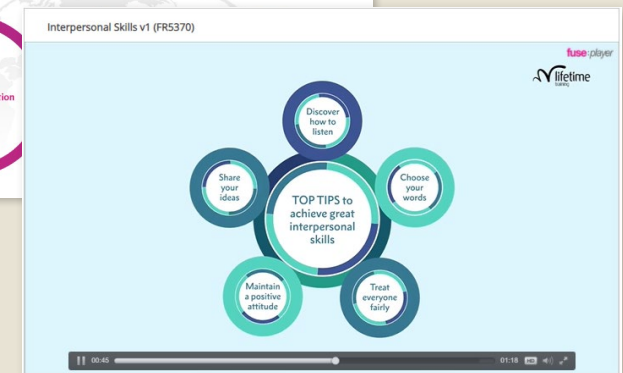 Interpersonal Skills v1 (FR5370)
fuse:player
lifetime
training
tion
Discover
how to
listen
Share
your
ideas
Choose
your
words
TOP TIPS to
achieve great
interpersonal
skills
Maintain
a positive
attitude
Treat
everyone
fairly
00:45
01:18
HD